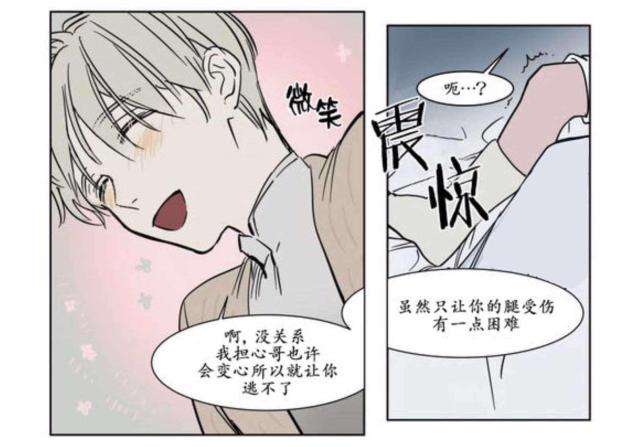 微笑
啊，没关系
我担心哥也许
会变心所以就让你
逃不了
呃…？
震惊
虽然只让你的腿受伤
有一点困难